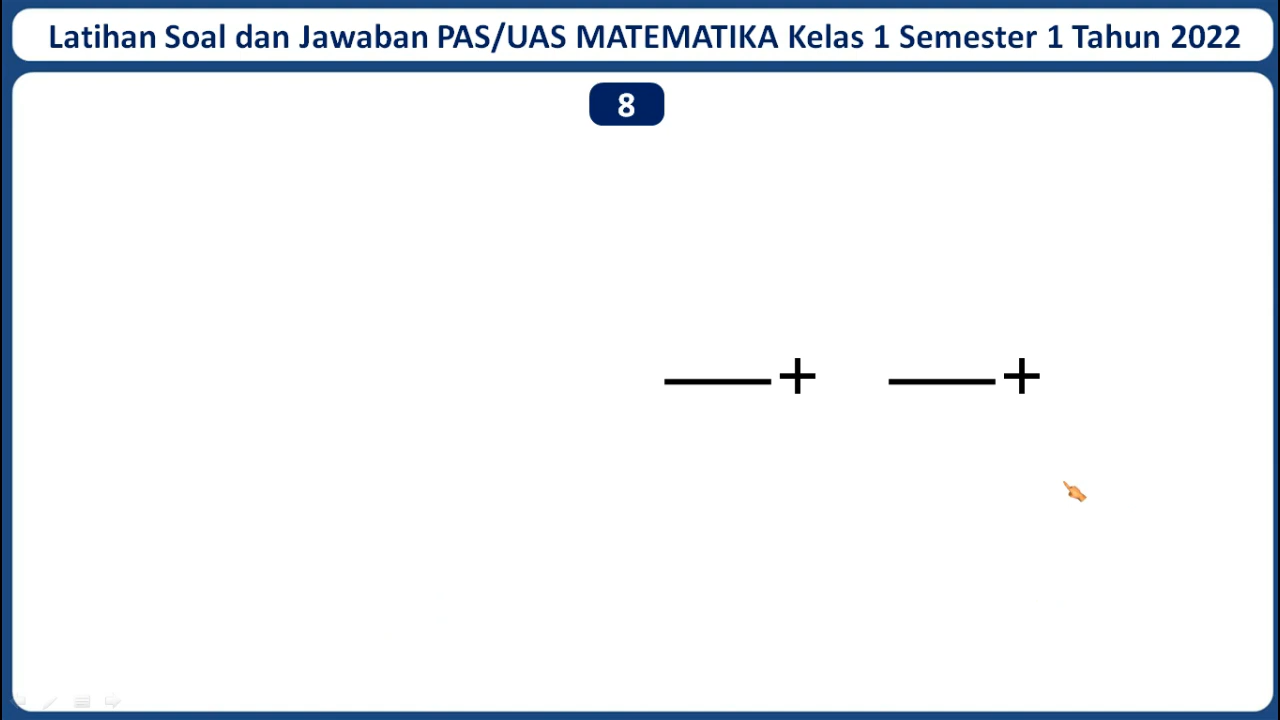 Latihan Soal dan Jawaban PAS/UAS MATEMATIKA Kelas 1 Semester 1 Tahun 2022
8
+ +